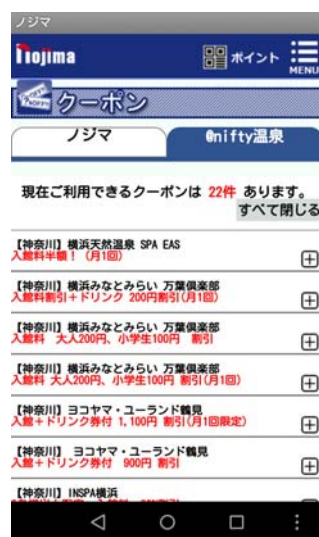 ノジマ
nojima
ポイント
MENU
クーポン
ノジマ
@nifty温泉
現在ご利用できるクーポンは 22件 あります。
すべて閉じる
【神奈川】横浜天然温泉 SPA EAS
入館料半額！（月1回）
【神奈川】横浜みなとみらい 万葉倶楽部
入館料割引＋ドリンク 200円割引(月1回)
【神奈川】横浜みなとみらい 万葉倶楽部
入館料 大人200円、小学生100円 割引
【神奈川】横浜みなとみらい 万葉倶楽部
入館料 大人200円、小学生100円 割引(月1回)
【神奈川】ヨコヤマ・ユーランド鶴見
入館＋ドリンク券付 1,100円 割引(月1回限定)
【神奈川】 ヨコヤマ・ユーランド鶴見
入館＋ドリンク券付 900円 割引
【神奈川】INSPA横浜